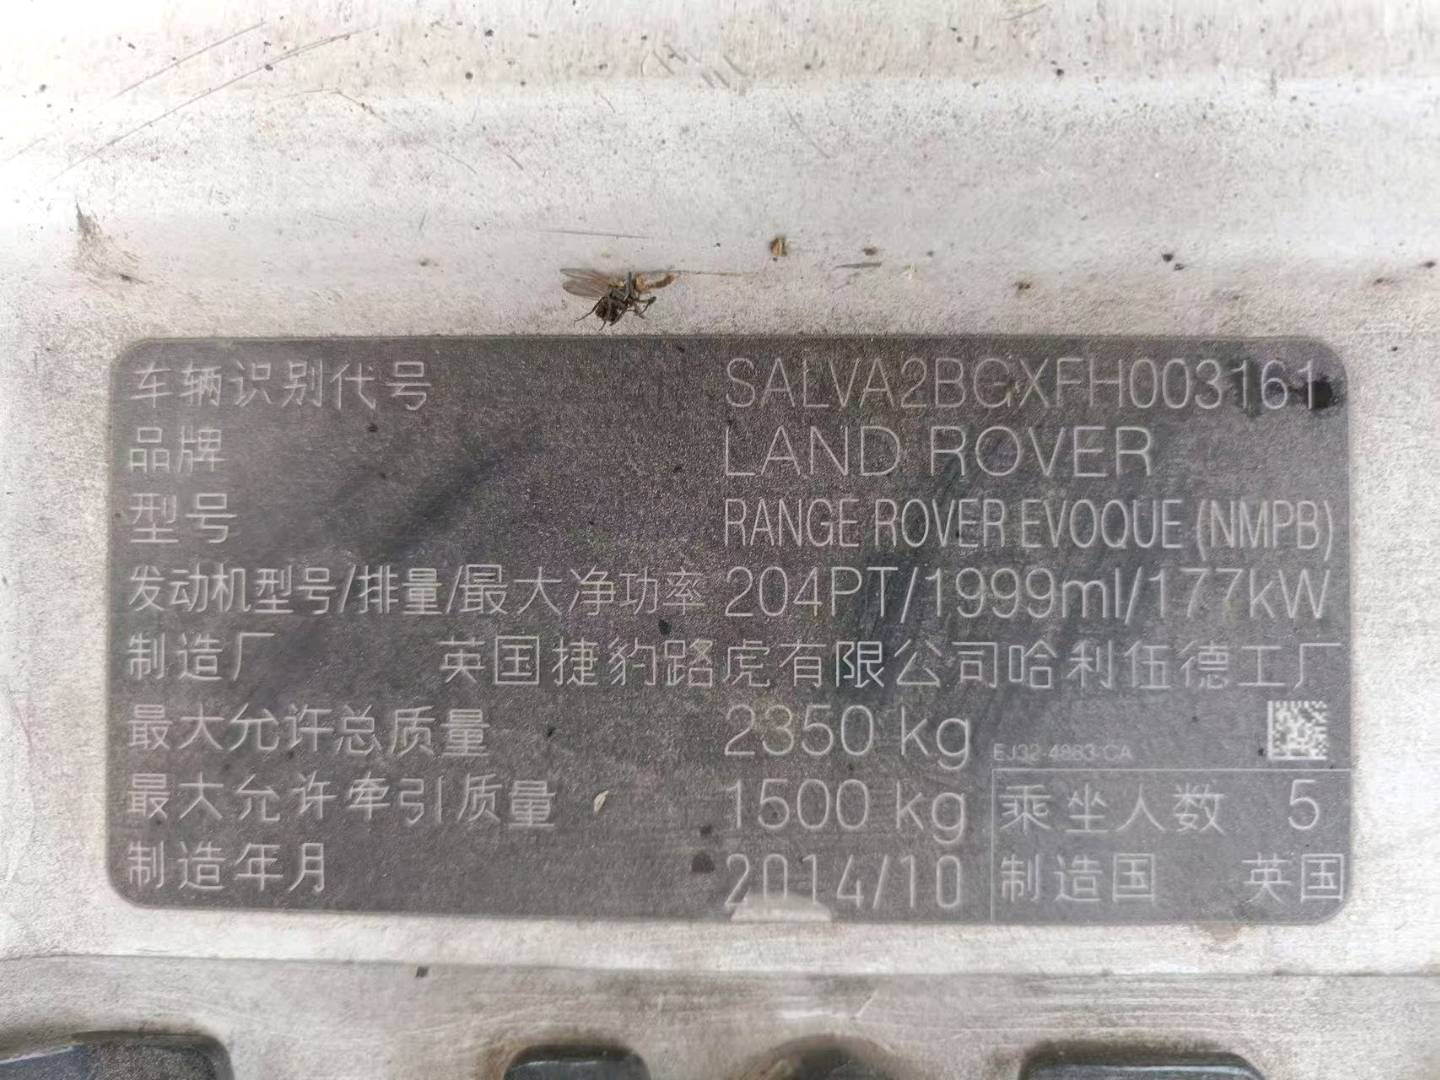 车辆识别代号 SALVA2BGXFH003161
品牌 LAND ROVER
型号 RANGE ROVER EVOQUE (NMPB)
发动机型号/排量/最大净功率 204PT/1999ml/177kW
制造厂 英国捷豹路虎有限公司哈利伍德工厂
最大允许总质量 2350 kg
EJ32-4983-CA
最大允许牵引质量 1500 kg 乘坐人数 5
制造年月 2014/10 制造国 英国